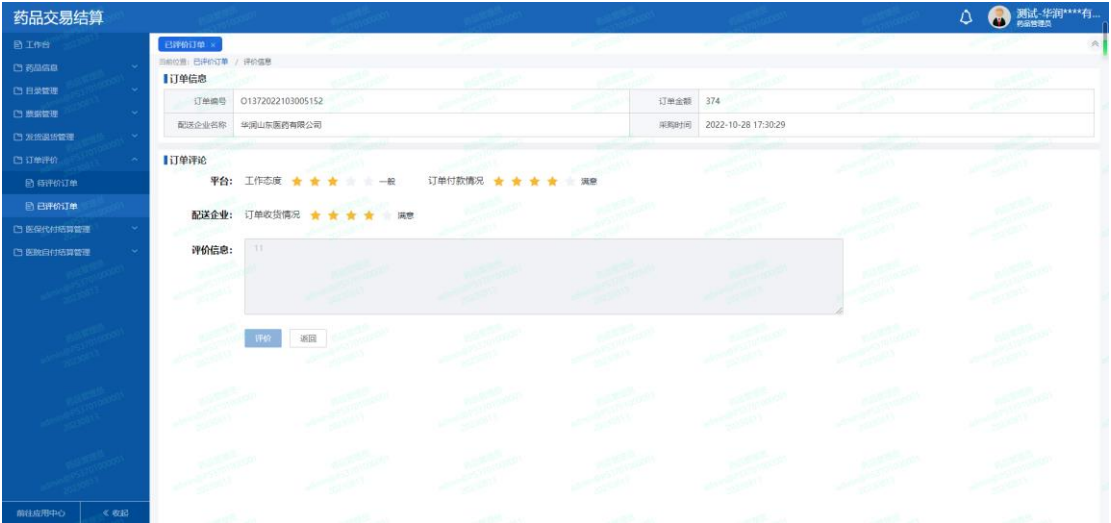 药品交易结算
测试-华润****有...
药品管理员
工作台
药品信息
目录管理
票据管理
发货退货管理
订单评价
待评价订单
已评价订单
医保代付结算管理
医院自付结算管理
前往应用中心
《 收起
已评价订单 ×
当前位置: 已评价订单 / 评价信息
订单信息
订单编号 O1372022103005152 订单金额 374
配送企业名称 华润山东医药有限公司 采购时间 2022-10-28 17:30:29
订单评论
平台: 工作态度 一般 订单付款情况 满意
配送企业: 订单收货情况 满意
评价信息: 11
评价 返回